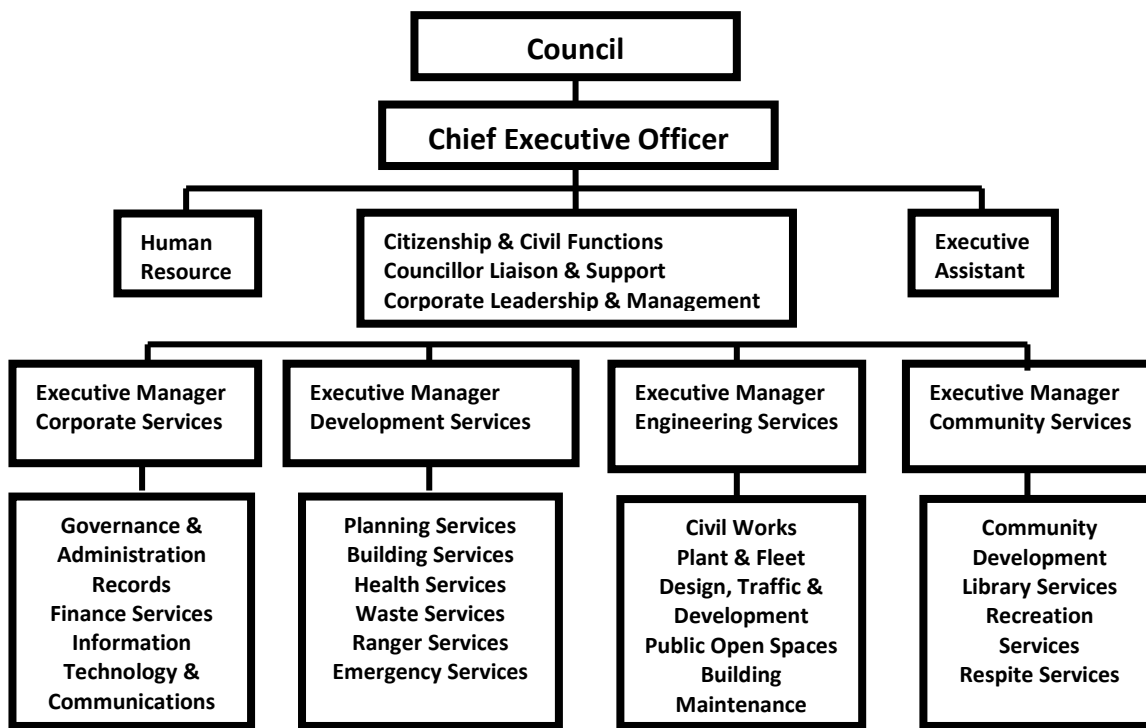 Council
Chief Executive Officer
Human
Resource
Citizenship & Civil Functions
Councillor Liaison & Support
Corporate Leadership & Management
Executive
Assistant
Executive Manager
Corporate Services
Executive Manager
Development Services
Executive Manager
Engineering Services
Executive Manager
Community Services
Governance &
Administration
Records
Finance Services
Information
Technology &
Communications
Planning Services
Building Services
Health Services
Waste Services
Ranger Services
Emergency Services
Civil Works
Plant & Fleet
Design, Traffic &
Development
Public Open Spaces
Building
Maintenance
Community
Development
Library Services
Recreation
Services
Respite Services